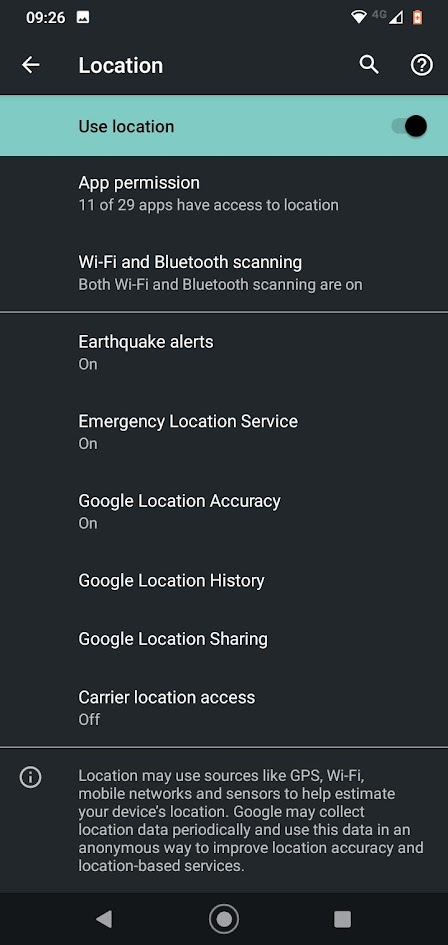 09:26
4G
Location
Use location
App permission
11 of 29 apps have access to location
Wi-Fi and Bluetooth scanning
Both Wi-Fi and Bluetooth scanning are on
Earthquake alerts
On
Emergency Location Service
On
Google Location Accuracy
On
Google Location History
Google Location Sharing
Carrier location access
Off
Location may use sources like GPS, Wi-Fi,
mobile networks and sensors to help estimate
your device's location. Google may collect
location data periodically and use this data in an
anonymous way to improve location accuracy and
location-based services.